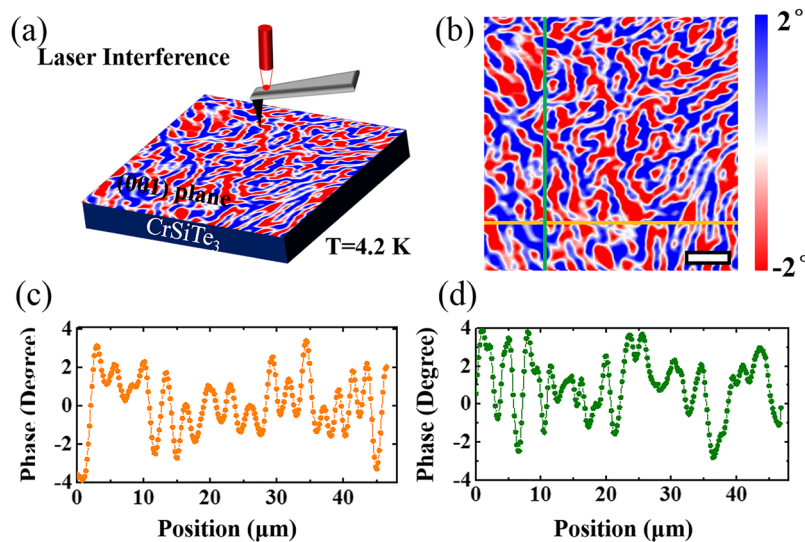 (a)
Laser Interference
(001) plane
CrSiTe₃
T=4.2 K
(b)
2°
-2°
(c)
Phase (Degree)
4
2
0
-2
-4
0 10 20 30 40
Position (μm)
(d)
Phase (Degree)
4
2
0
-2
-4
0 10 20 30 40
Position (μm)